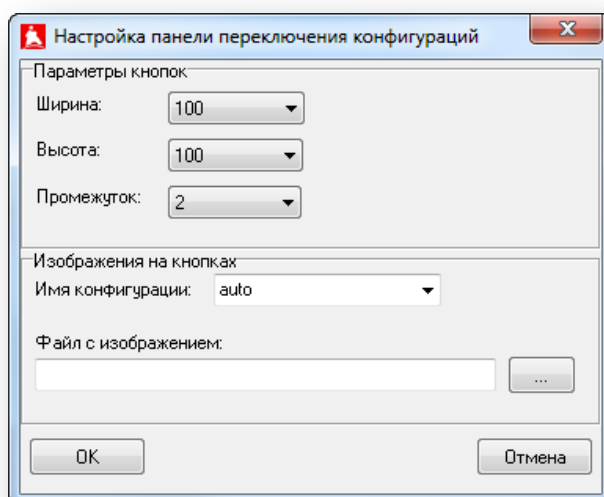 Настройка панели переключения конфигураций
Параметры кнопок
Ширина: 100
Высота: 100
Промежуток: 2
Изображения на кнопках
Имя конфигурации: auto
Файл с изображением:
...
OK Отмена